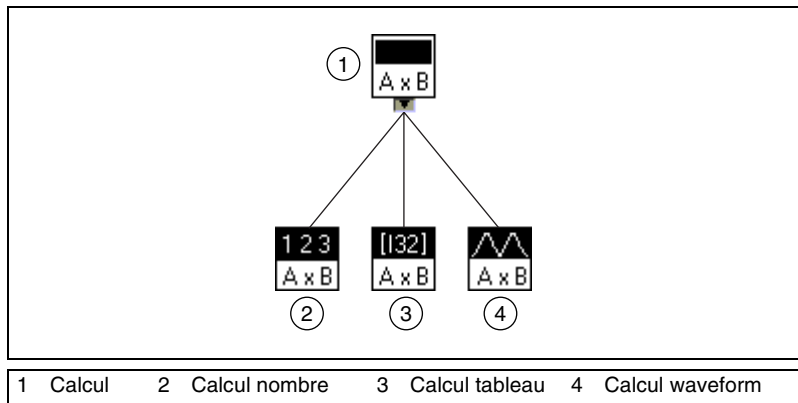 1
A x B
1 2 3
[I32]
A x B
A x B
A x B
2
3
4
1 Calcul 2 Calcul nombre 3 Calcul tableau 4 Calcul waveform